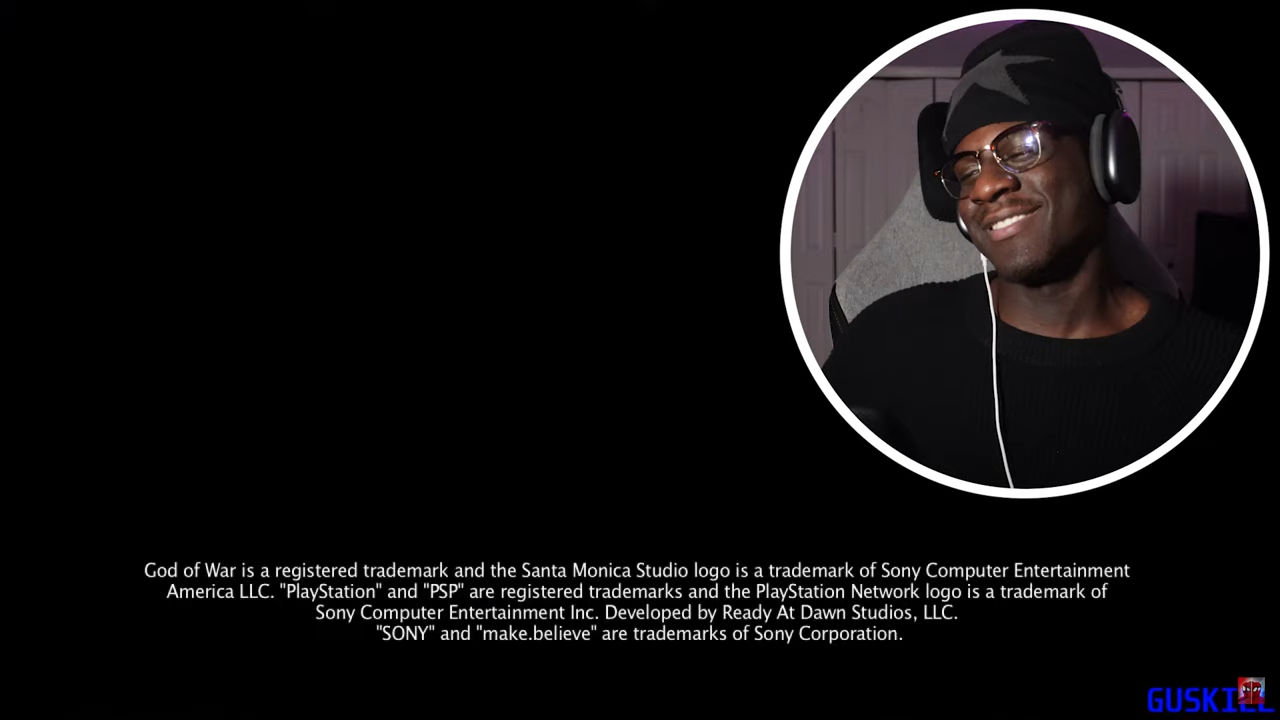 God of War is a registered trademark and the Santa Monica Studio logo is a trademark of Sony Computer Entertainment
America LLC. "PlayStation" and "PSP" are registered trademarks and the PlayStation Network logo is a trademark of
Sony Computer Entertainment Inc. Developed by Ready At Dawn Studios, LLC.
"SONY" and "make.believe" are trademarks of Sony Corporation.